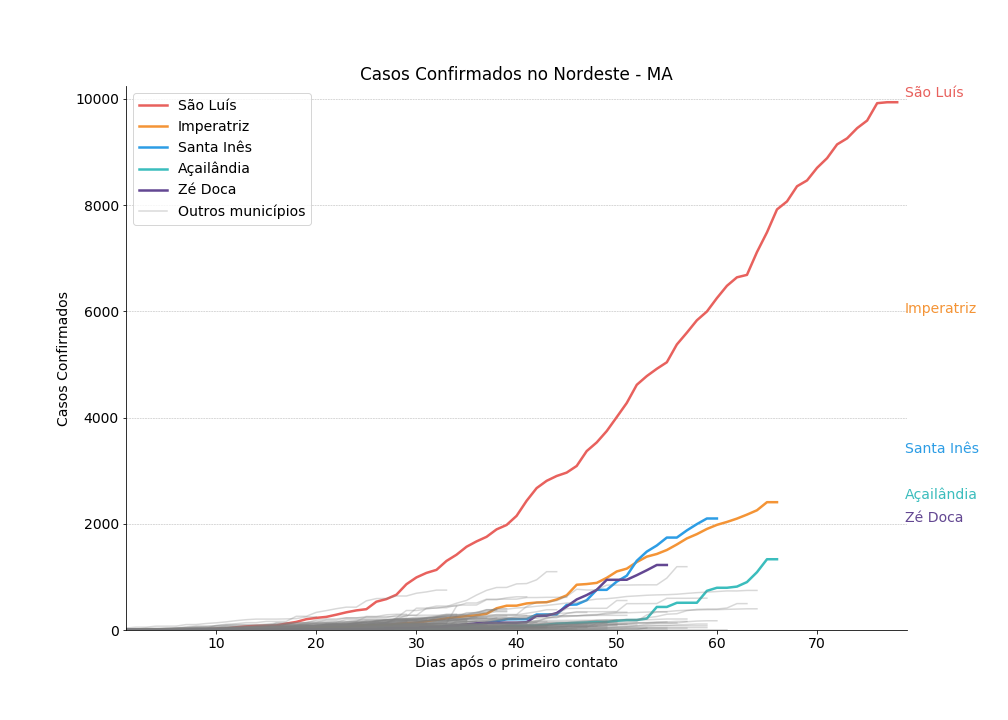 Casos Confirmados no Nordeste - MA
São Luís
Imperatriz
Santa Inês
Açailândia
Zé Doca
Outros municípios
10000
8000
6000
4000
2000
0
Casos Confirmados
10 20 30 40 50 60 70
Dias após o primeiro contato
São Luís
Imperatriz
Santa Inês
Açailândia
Zé Doca